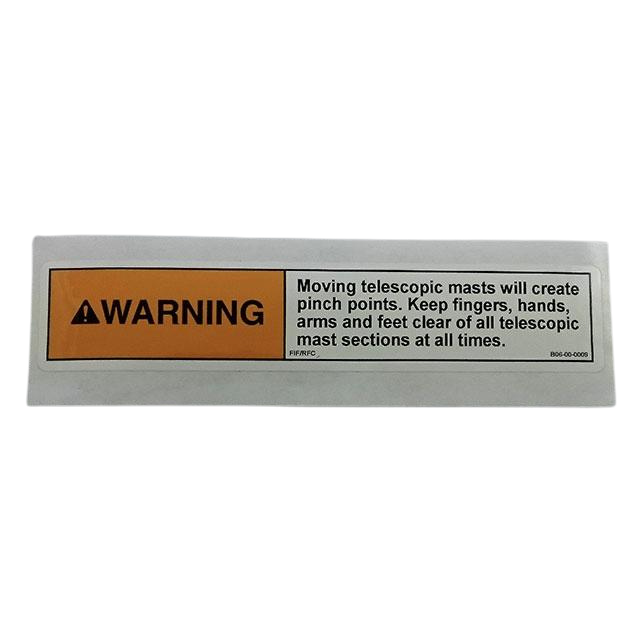 WARNING
Moving telescopic masts will create
pinch points. Keep fingers, hands,
arms and feet clear of all telescopic
mast sections at all times.
FIF/RFC
B06-00-0009